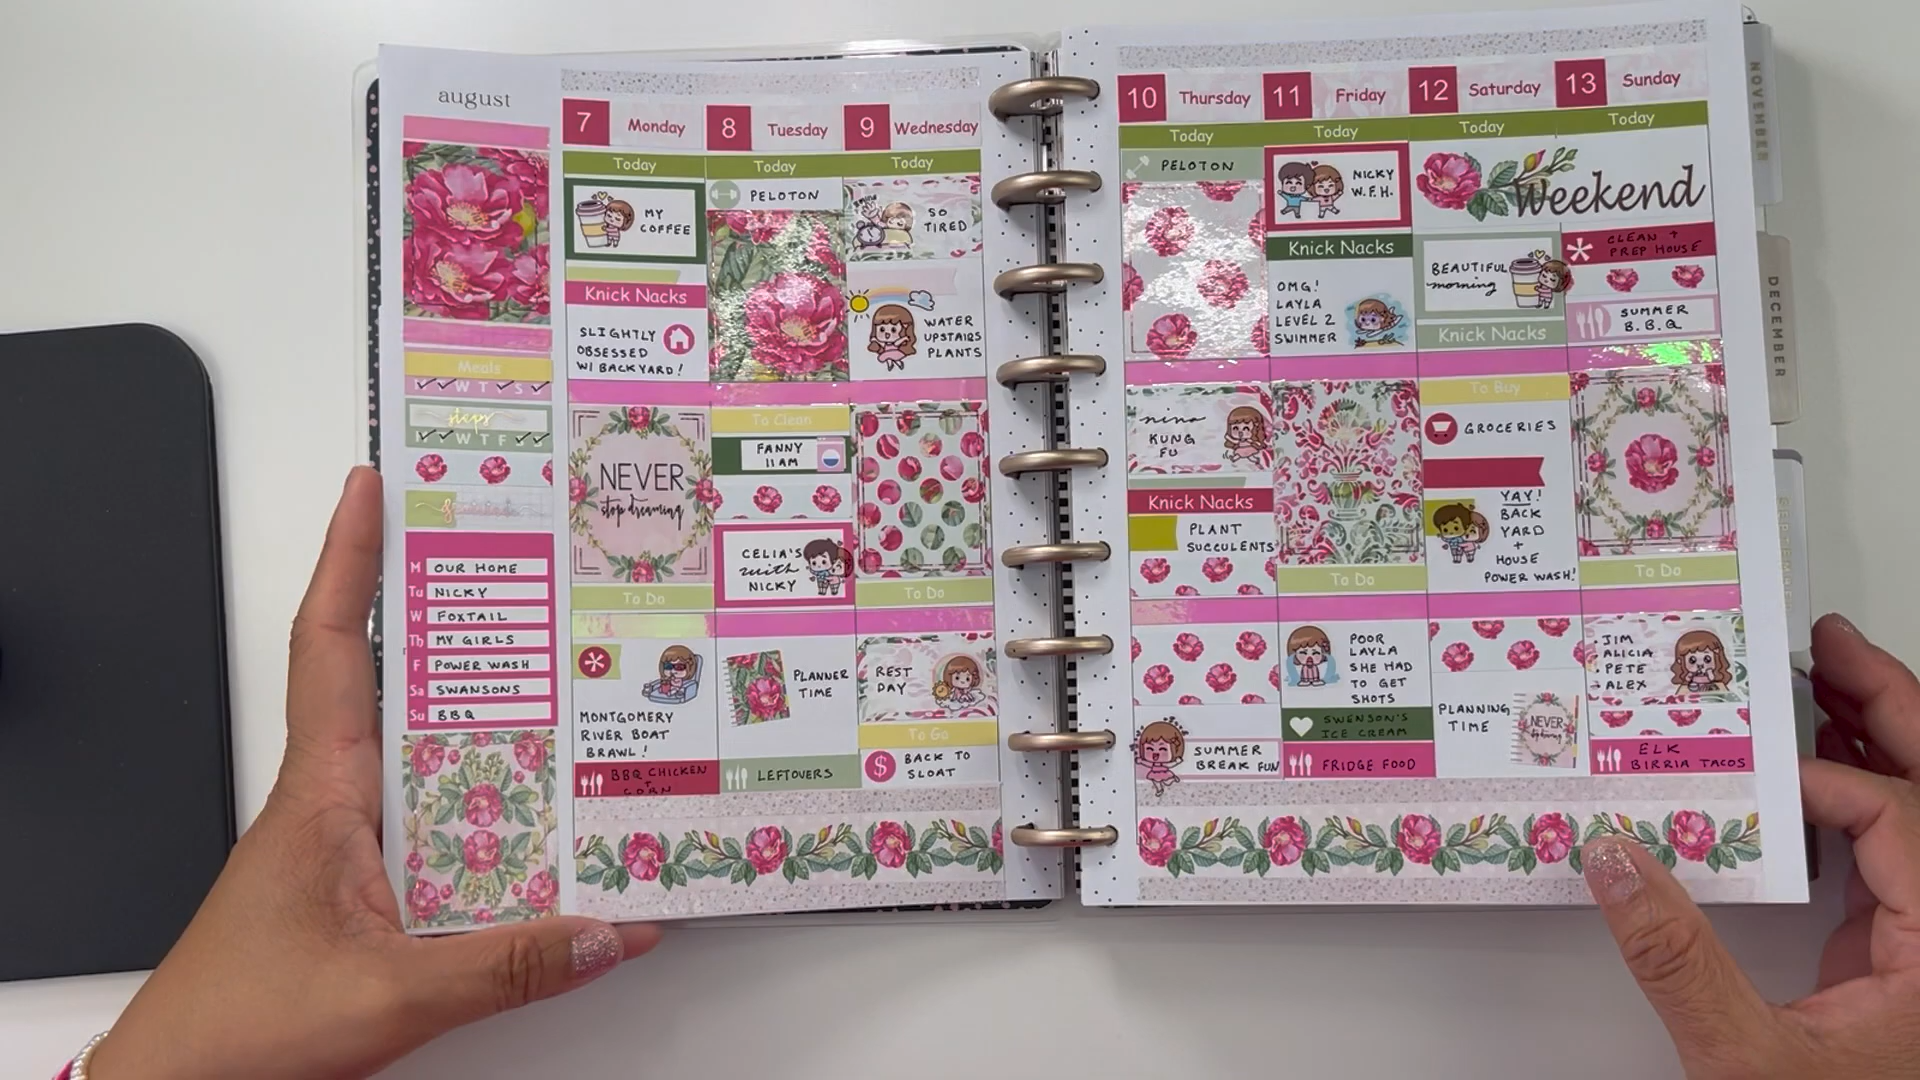 august
Meals
M W T S S
steps
M W T F
M OUR HOME
Tu NICKY
W FOXTAIL
Th MY GIRLS
F POWER WASH
Sa SWANSONS
Su BBQ
7 Monday
Today
MY
COFFEE
Knick Nacks
SLIGHTLY
OBSESSED
W/ BACKYARD!
NEVER
stop dreaming
To Do
MONTGOMERY
RIVER BOAT
BRAWL!
BBQ CHICKEN
+
CORN
8 Tuesday
Today
PELOTON
To Clean
FANNY
11 AM
CELIA'S
with
NICKY
PLANNER
TIME
LEFTOVERS
9 Wednesday
Today
SO
TIRED
WATER
UPSTAIRS
PLANTS
To Do
REST
DAY
To Go
$ BACK TO
SLOAT
10 Thursday
Today
PELOTON
nina
KUNG
FU
Knick Nacks
PLANT
SUCCULENTS
SUMMER
BREAK FUN
11 Friday
Today
NICKY
W.F.H.
Knick Nacks
OMG!
LAYLA
LEVEL 2
SWIMMER
To Do
POOR
LAYLA
SHE HAD
TO GET
SHOTS
SWENSON'S
ICE CREAM
FRIDGE FOOD
12 Saturday
Today
Weekend
BEAUTIFUL
morning
Knick Nacks
To Buy
GROCERIES
YAY!
BACK
YARD
+
HOUSE
POWER WASH!
PLANNING
TIME
NEVER
stop dreaming
13 Sunday
Today
CLEAN +
PREP HOUSE
SUMMER
B.B.Q
To Do
• JIM
• ALICIA
• PETE
• ALEX
ELK
BIRRIA TACOS
NOVEMBER
DECEMBER